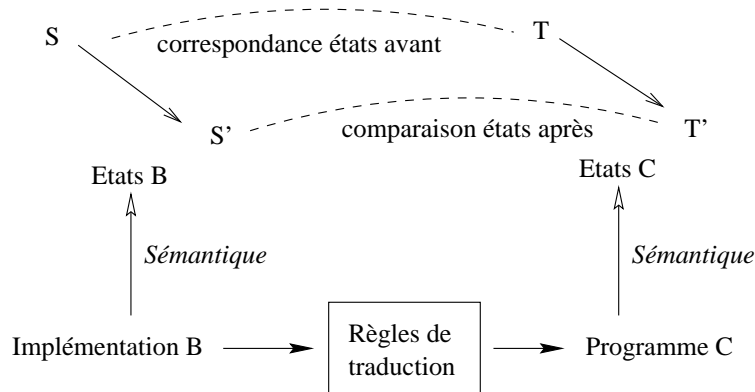 S
T
correspondance états avant
S'
comparaison états après
T'
Etats B
Etats C
Sémantique
Sémantique
Implémentation B
Règles de
traduction
Programme C